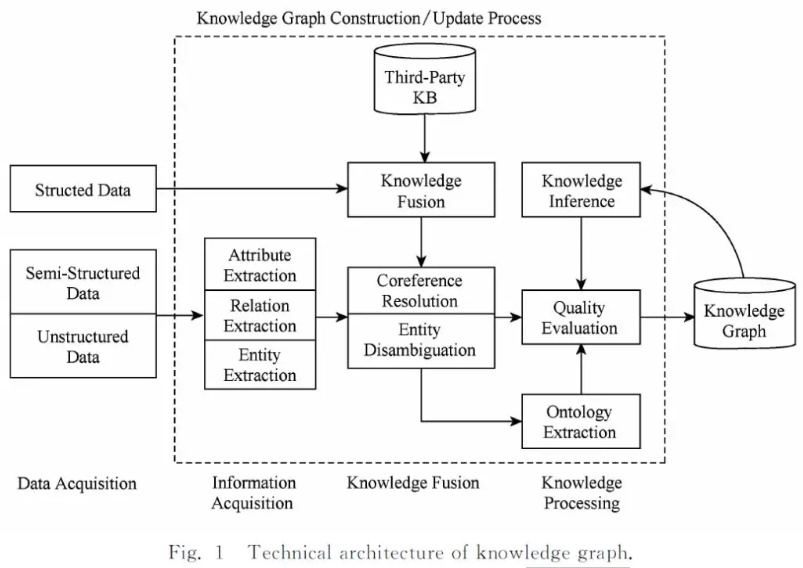 Knowledge Graph Construction/Update Process
Third-Party
KB
Structed Data
Knowledge
Fusion
Knowledge
Inference
Semi-Structured
Data
Unstructured
Data
Attribute
Extraction
Relation
Extraction
Entity
Extraction
Coreference
Resolution
Entity
Disambiguation
Quality
Evaluation
Knowledge
Graph
Ontology
Extraction
Data Acquisition
Information
Acquisition
Knowledge Fusion
Knowledge
Processing
Fig. 1 Technical architecture of knowledge graph.